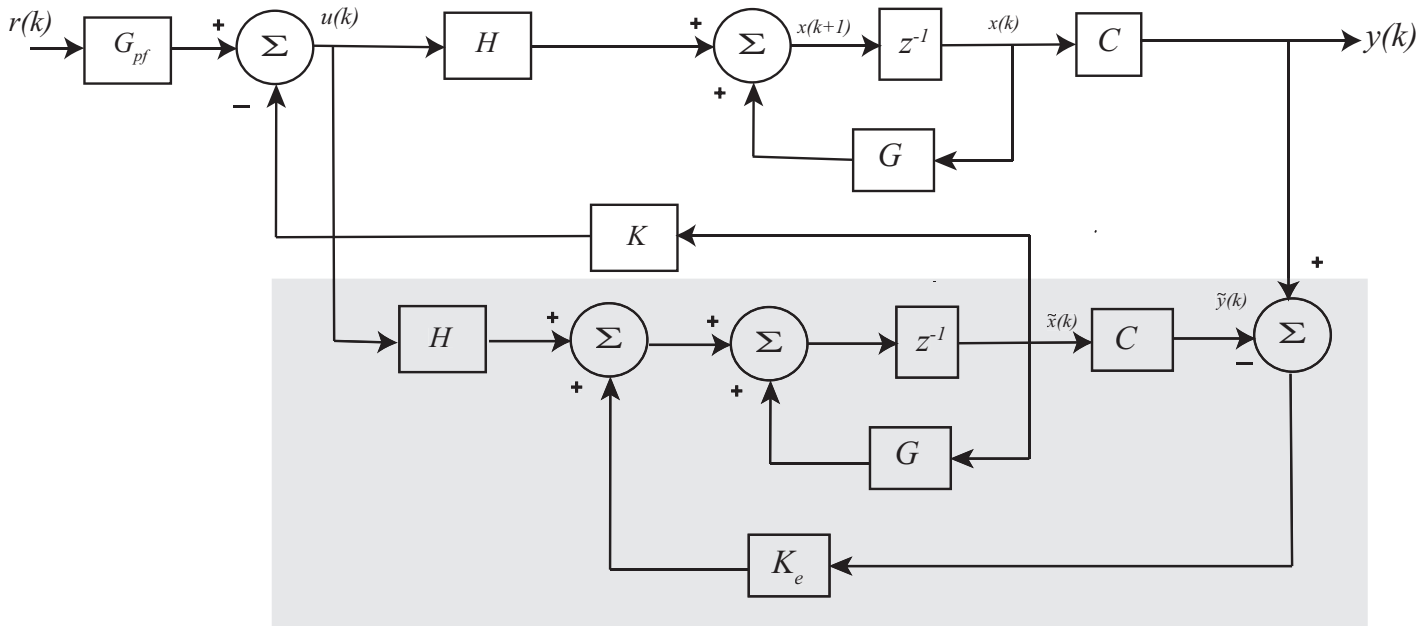 r(k)
G_pf
+
Σ
−
u(k)
H
+
Σ
+
x(k+1)
z⁻¹
x(k)
C
y(k)
G
K
+
H
+
Σ
+
+
Σ
+
z⁻¹
x̃(k)
C
ỹ(k)
−
Σ
G
K_e